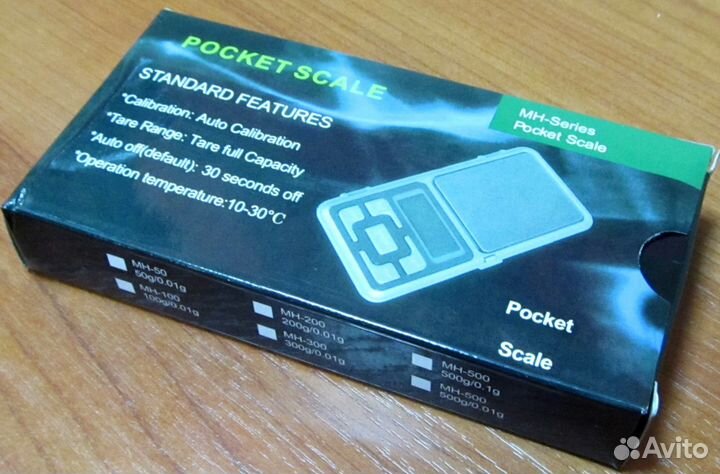 POCKET SCALE
MH-Series
Pocket Scale
STANDARD FEATURES
*Calibration: Auto Calibration
*Tare Range: Tare full Capacity
*Auto off(default): 30 seconds off
*Operation temperature:10-30℃
Pocket
Scale
MH-50
50g/0.01g
MH-100
100g/0.01g
MH-200
200g/0.01g
MH-300
300g/0.01g
MH-500
500g/0.1g
MH-500
500g/0.01g
Avito